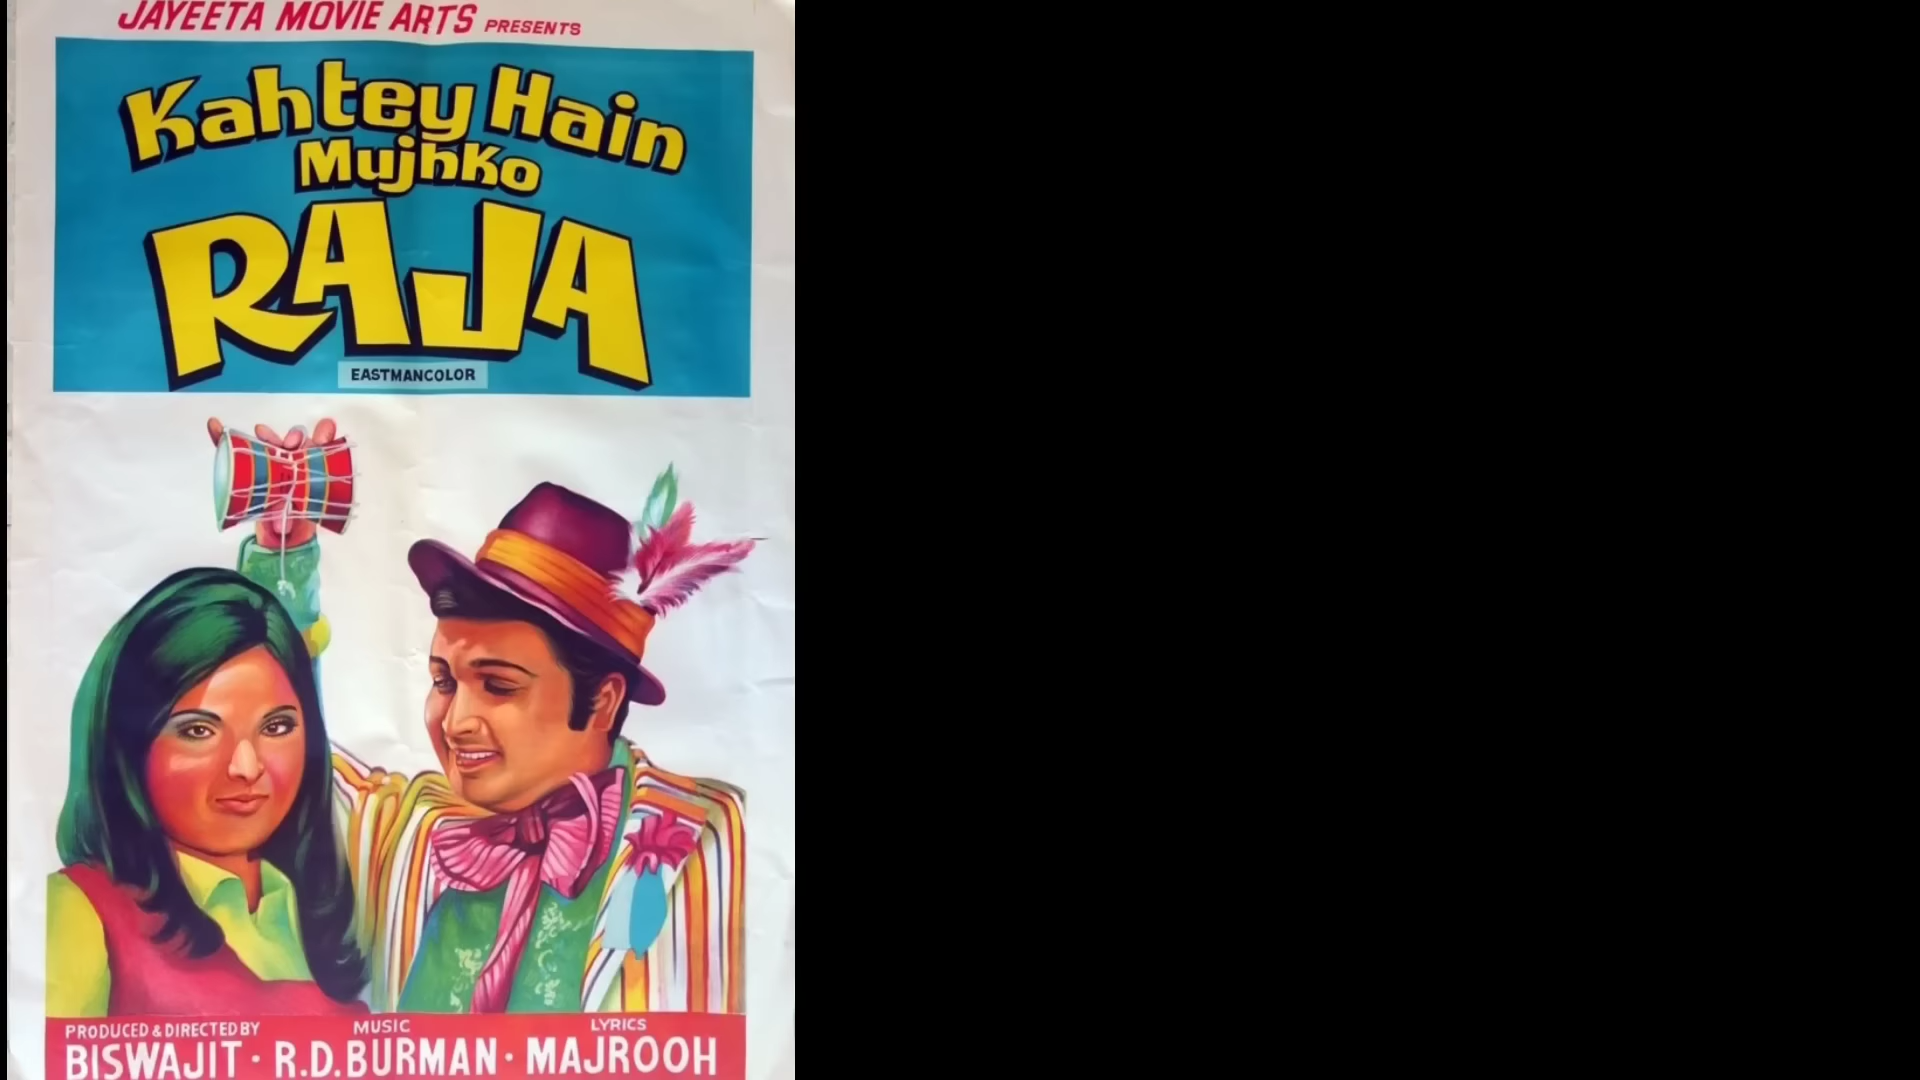 JAYEETA MOVIE ARTS PRESENTS
Kahtey Hain
Mujhko
RAJA
EASTMANCOLOR
PRODUCED & DIRECTED BY MUSIC LYRICS
BISWAJIT · R.D. BURMAN · MAJROOH